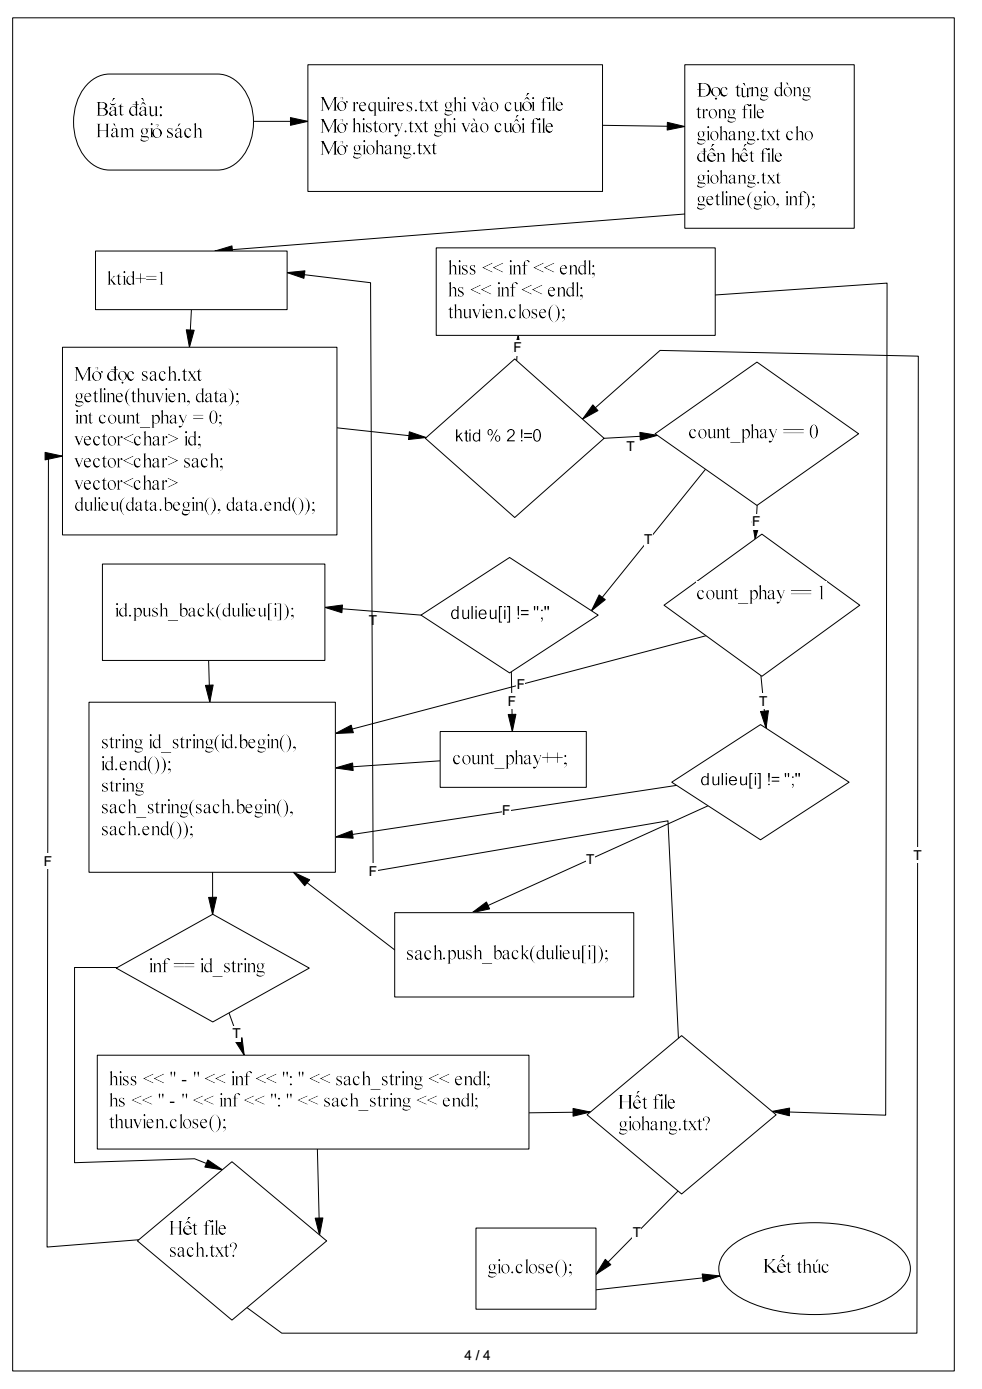 Bắt đầu:
Hàm giỏ sách
Mở requires.txt ghi vào cuối file
Mở history.txt ghi vào cuối file
Mở giohang.txt
Đọc từng dòng
trong file
giohang.txt cho
đến hết file
giohang.txt
getline(gio, inf);
ktid+=1
hiss << inf << endl;
hs << inf << endl;
thuvien.close();
F
Mở đọc sach.txt
getline(thuvien, data);
int count_phay = 0;
vector<char> id;
vector<char> sach;
vector<char>
dulieu(data.begin(), data.end());
ktid % 2 !=0
T
count_phay == 0
F
T
count_phay == 1
id.push_back(dulieu[i]);
T
dulieu[i] != ";"
F
F
T
string id_string(id.begin(),
id.end());
string
sach_string(sach.begin(),
sach.end());
count_phay++;
dulieu[i] != ";"
F
T
F
F
T
sach.push_back(dulieu[i]);
inf == id_string
T
hiss << " - " << inf << ": " << sach_string << endl;
hs << " - " << inf << ": " << sach_string << endl;
thuvien.close();
Hết file
giohang.txt?
Hết file
sach.txt?
T
gio.close();
Kết thúc
4 / 4